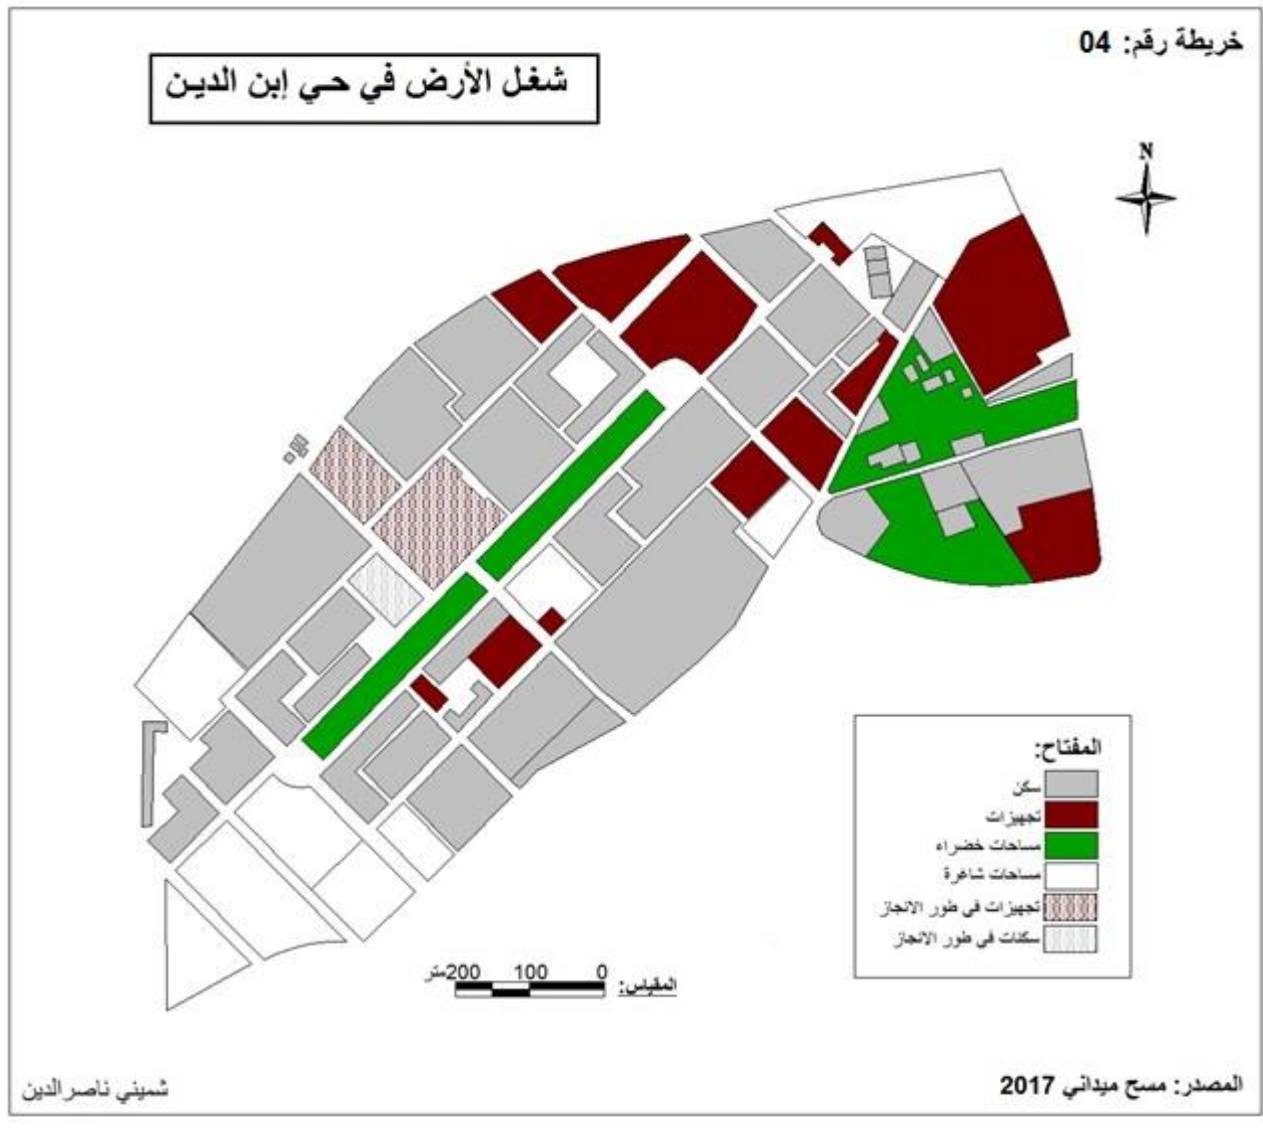 خريطة رقم: 04
شغل الأرض في حي إبن الدين
N
المفتاح:
سكن
تجهيزات
مساحات خضراء
مساحات شاغرة
تجهيزات في طور الانجاز
سكنات في طور الانجاز
المقياس:
0 100 200متر
المصدر: مسح ميداني 2017
شميني ناصرالدين